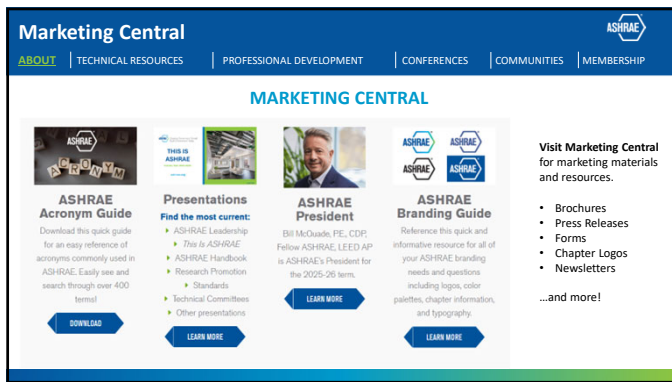 Marketing Central
ASHRAE
ABOUT
TECHNICAL RESOURCES
PROFESSIONAL DEVELOPMENT
CONFERENCES
COMMUNITIES
MEMBERSHIP
MARKETING CENTRAL
ASHRAE
ACRONYM
ASHRAE
Acronym Guide
Download this quick guide
for an easy reference of
acronyms commonly used in
ASHRAE. Easily see and
search through over 400
terms!
DOWNLOAD
THIS IS
ASHRAE
Presentations
Find the most current:
ASHRAE Leadership
This Is ASHRAE
ASHRAE Handbook
Research Promotion
Standards
Technical Committees
Other presentations
LEARN MORE
ASHRAE
President
Bill McQuade, P.E., CDP,
Fellow ASHRAE, LEED AP
is ASHRAE's President for
the 2025-26 term.
LEARN MORE
ASHRAE
ASHRAE
ASHRAE
ASHRAE
ASHRAE
Branding Guide
Reference this quick and
informative resource for all of
your ASHRAE branding
needs and questions
including logos, color
palettes, chapter information,
and typography.
LEARN MORE
Visit Marketing Central
for marketing materials
and resources.
• Brochures
• Press Releases
• Forms
• Chapter Logos
• Newsletters
…and more!